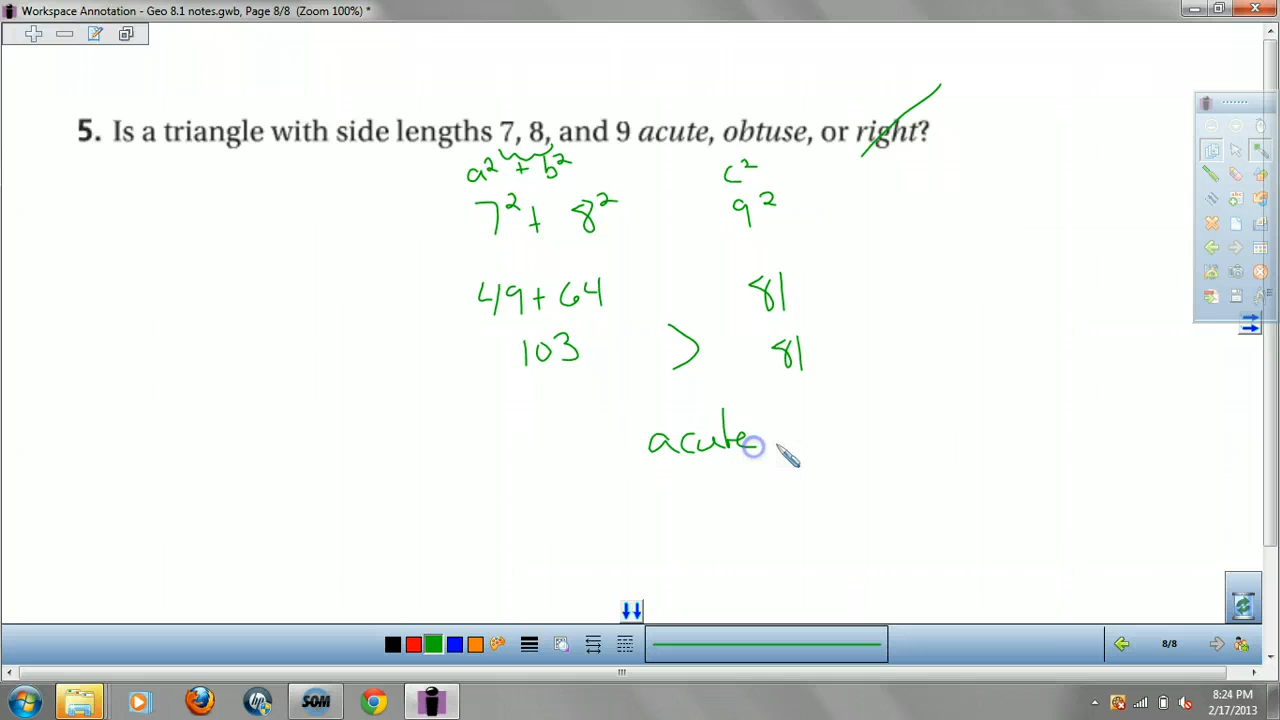 Workspace Annotation - Geo 8.1 notes.gwb, Page 8/8 (Zoom 100%) *
5. Is a triangle with side lengths 7, 8, and 9 acute, obtuse, or right?
a² + b² c²
7² + 8² 9²
49 + 64 81
103 > 81
acute
8/8
SOM
8:24 PM
2/17/2013